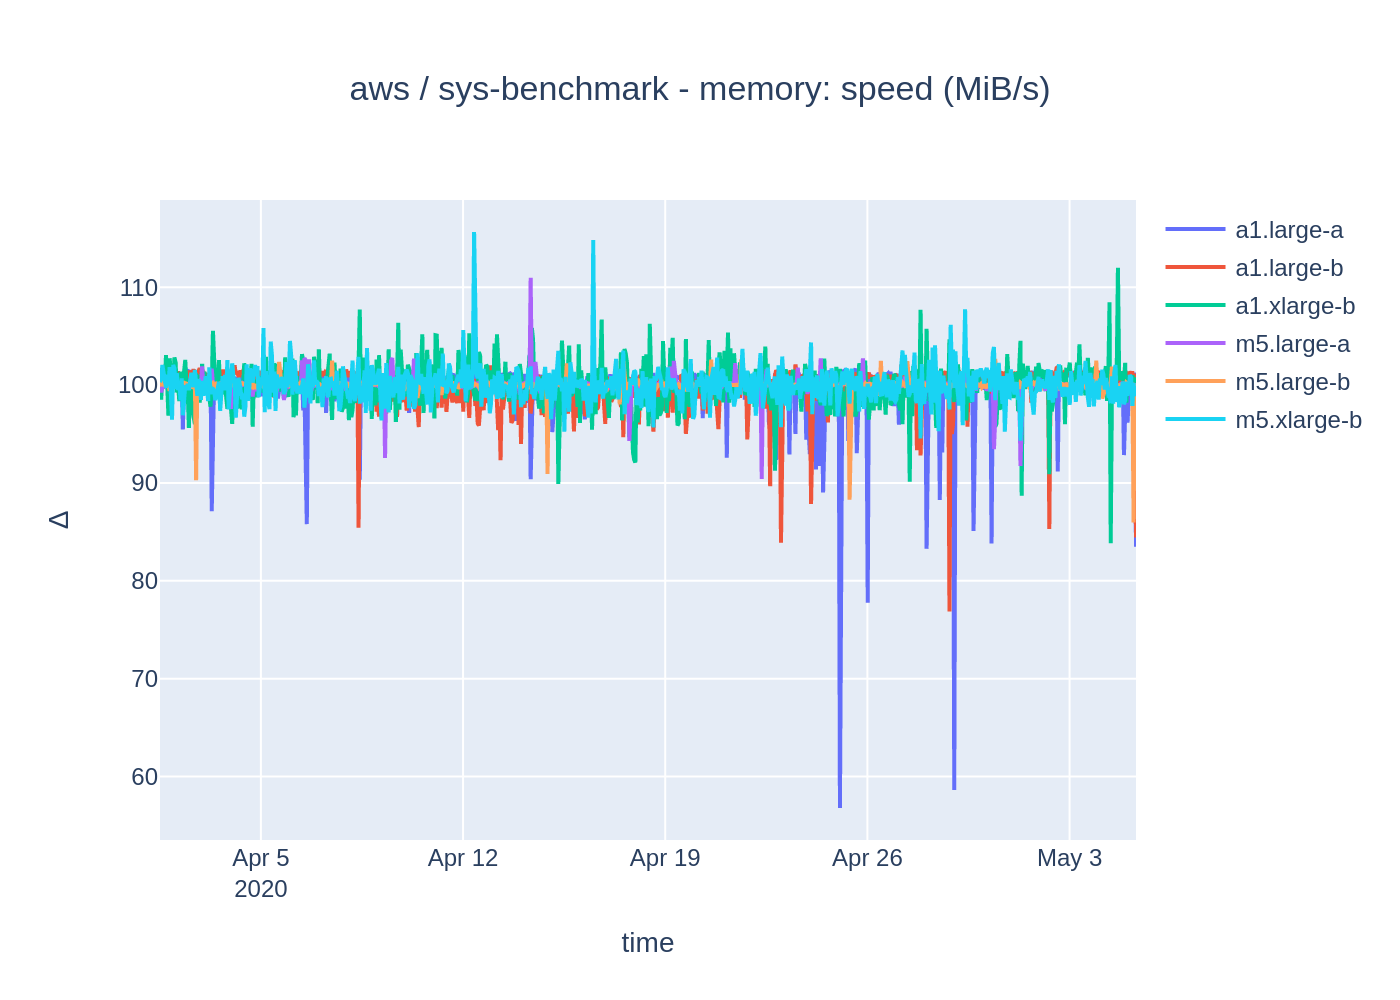 aws / sys-benchmark - memory: speed (MiB/s)
a1.large-a
a1.large-b
a1.xlarge-b
m5.large-a
m5.large-b
m5.xlarge-b
110
100
90
80
70
60
Δ
Apr 5
2020
Apr 12
Apr 19
Apr 26
May 3
time